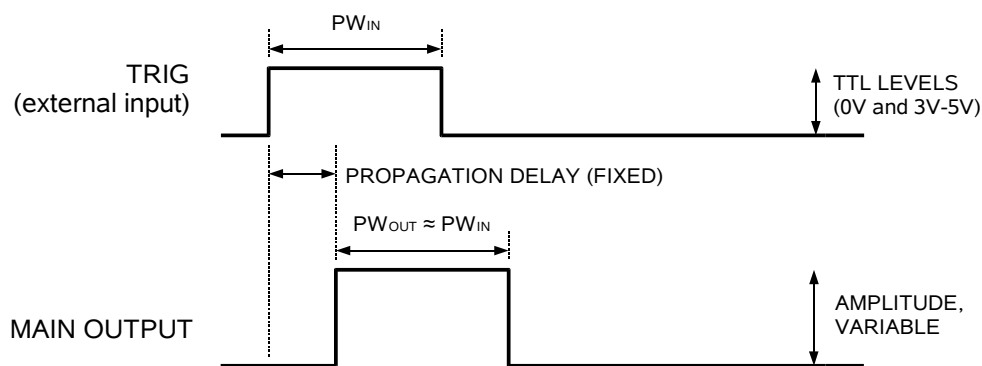 PWIN
TRIG
(external input)
TTL LEVELS
(0V and 3V-5V)
PROPAGATION DELAY (FIXED)
PWOUT ≈ PWIN
MAIN OUTPUT
AMPLITUDE,
VARIABLE